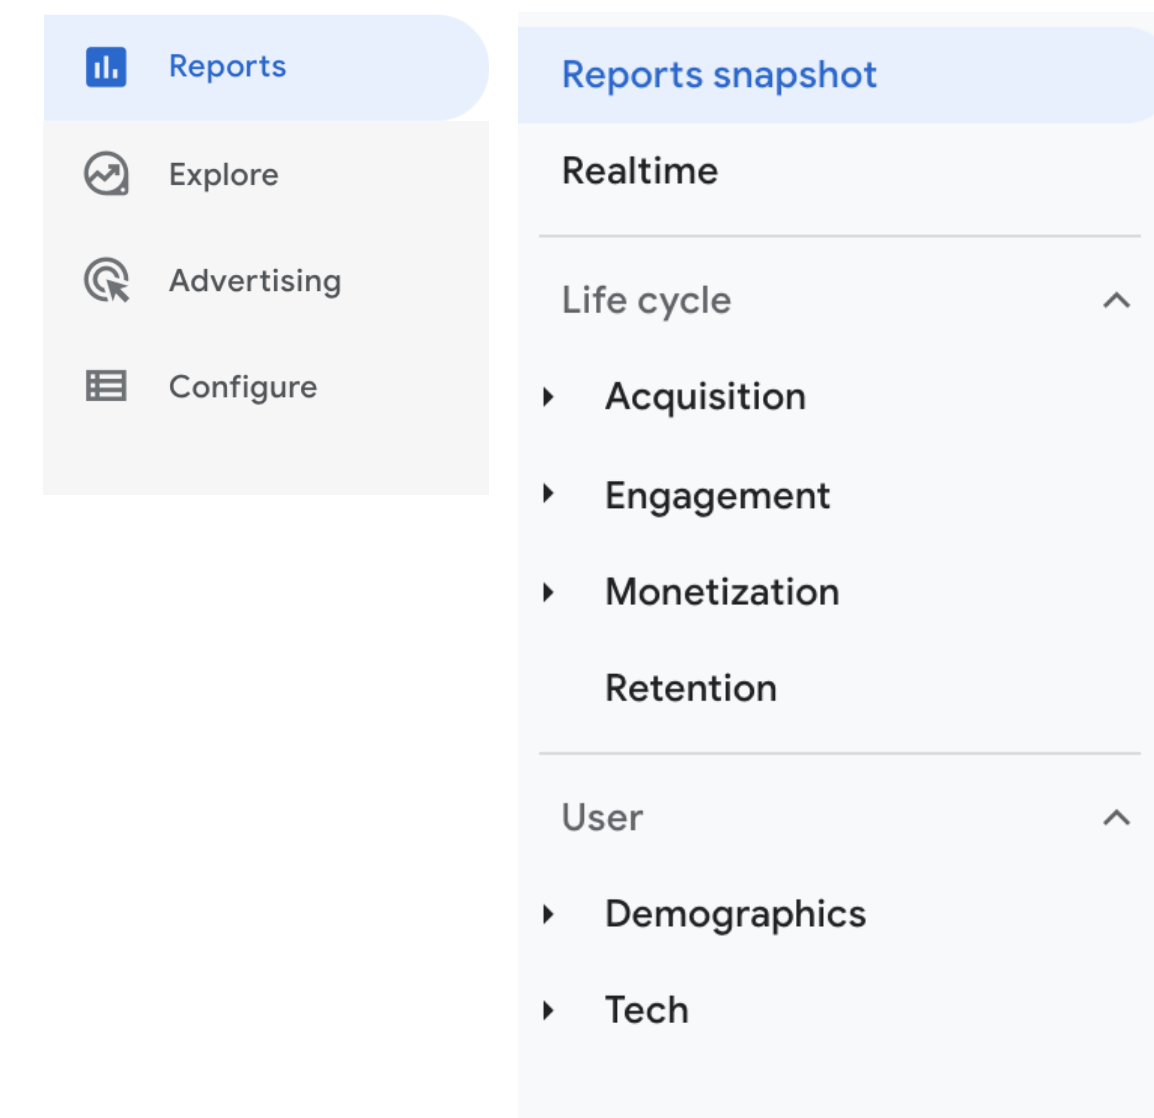 Reports
Explore
Advertising
Configure
Reports snapshot
Realtime
Life cycle
Acquisition
Engagement
Monetization
Retention
User
Demographics
Tech